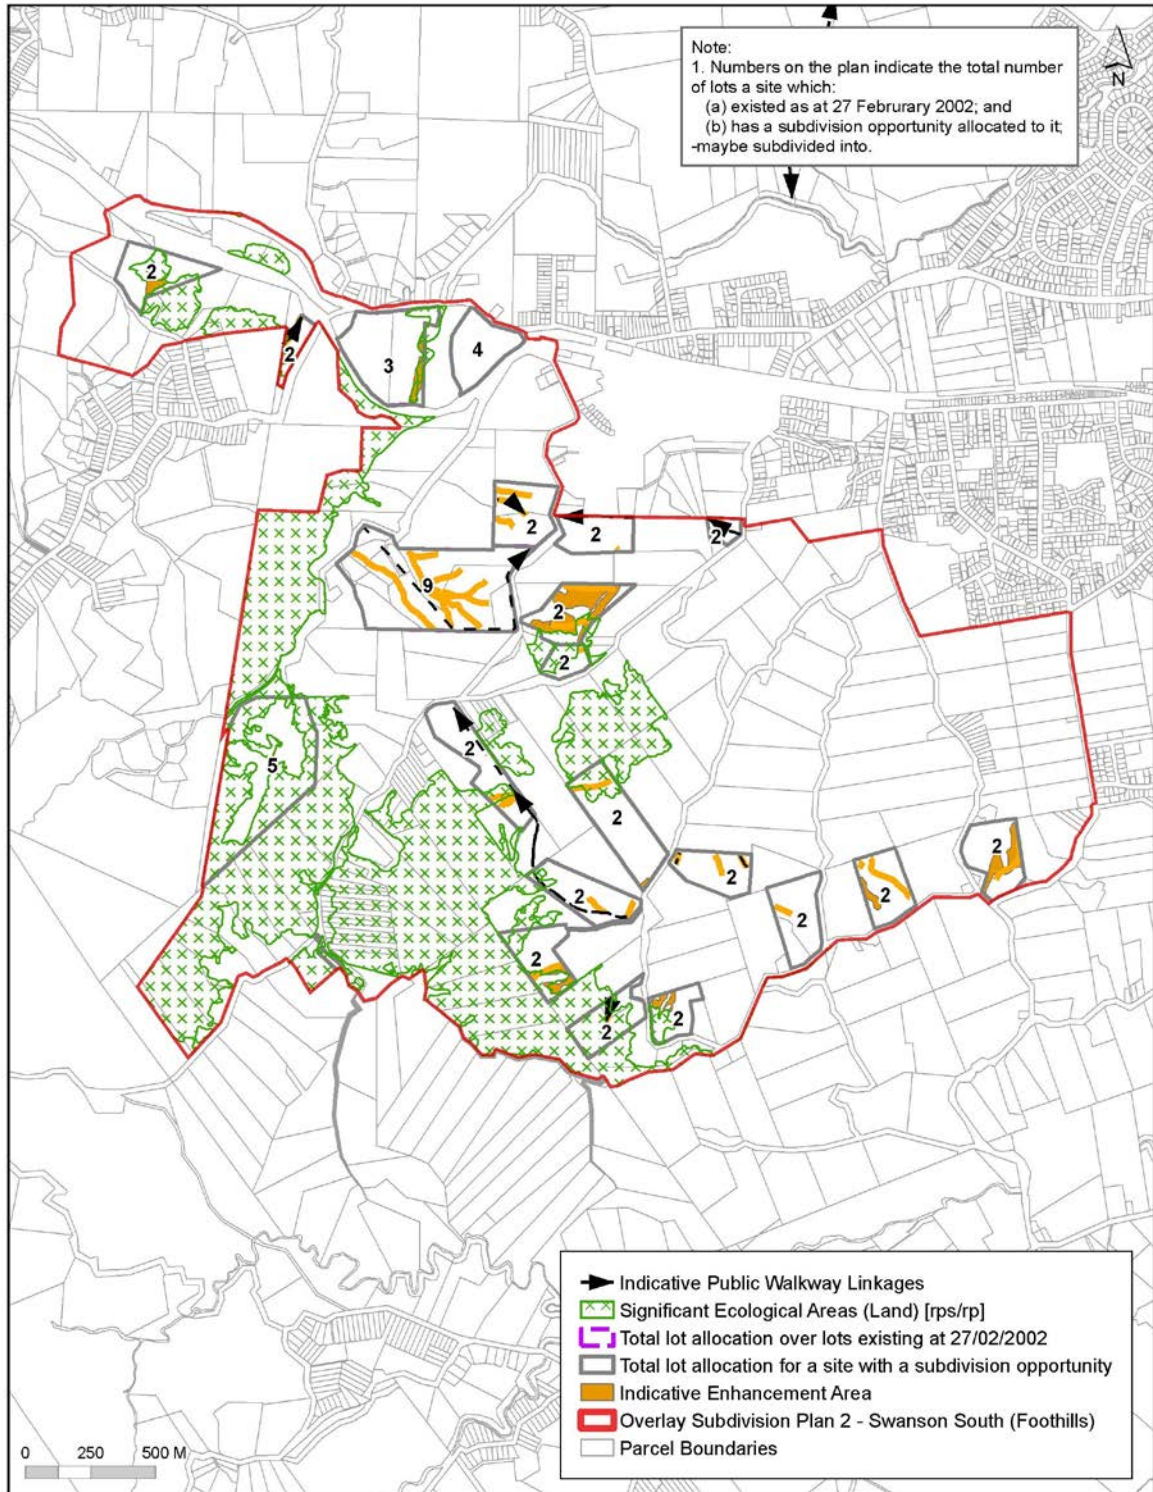 Note:
1. Numbers on the plan indicate the total number
of lots a site which:
(a) existed as at 27 Februrary 2002; and
(b) has a subdivision opportunity allocated to it;
-maybe subdivided into.
N
2
2
3
4
2
2
2
9
2
2
5
2
2
2
2
2
2
2
2
2
2
Indicative Public Walkway Linkages
Significant Ecological Areas (Land) [rps/rp]
Total lot allocation over lots existing at 27/02/2002
Total lot allocation for a site with a subdivision opportunity
Indicative Enhancement Area
Overlay Subdivision Plan 2 - Swanson South (Foothills)
Parcel Boundaries
0 250 500 M